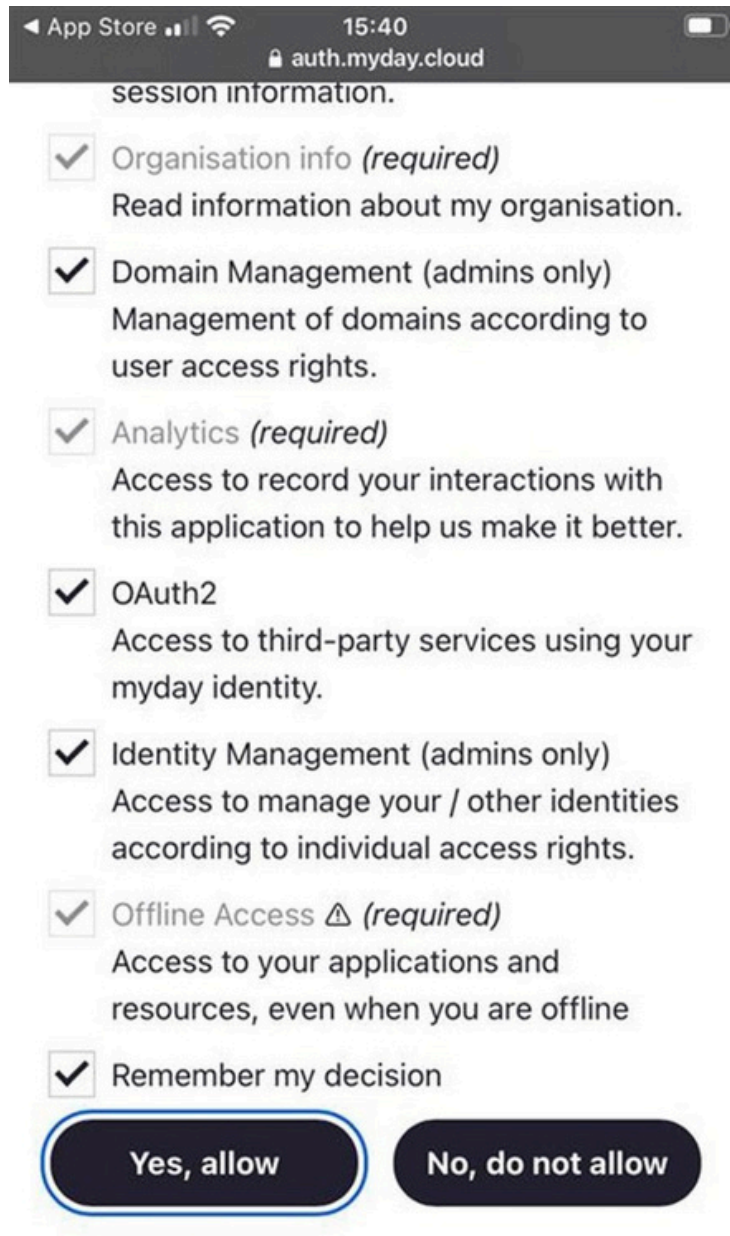 App Store
15:40
auth.myday.cloud
session information.
Organisation info (required)
Read information about my organisation.
Domain Management (admins only)
Management of domains according to
user access rights.
Analytics (required)
Access to record your interactions with
this application to help us make it better.
OAuth2
Access to third-party services using your
myday identity.
Identity Management (admins only)
Access to manage your / other identities
according to individual access rights.
Offline Access ⚠ (required)
Access to your applications and
resources, even when you are offline
Remember my decision
Yes, allow
No, do not allow